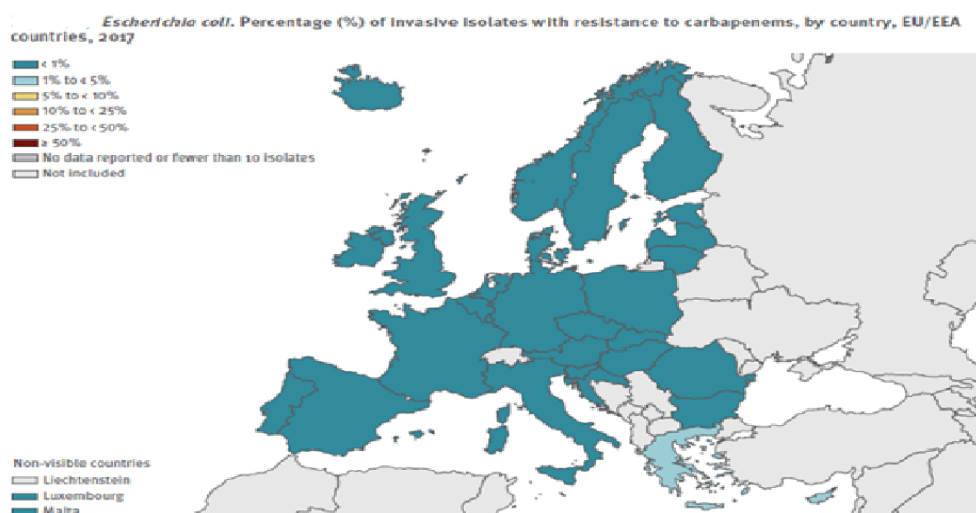 Escherichia coli. Percentage (%) of invasive isolates with resistance to carbapenems, by country, EU/EEA
countries, 2017
< 1%
1% to < 5%
5% to < 10%
10% to < 25%
25% to < 50%
≥ 50%
No data reported or fewer than 10 isolates
Not included
Non-visible countries
Liechtenstein
Luxembourg
Malta